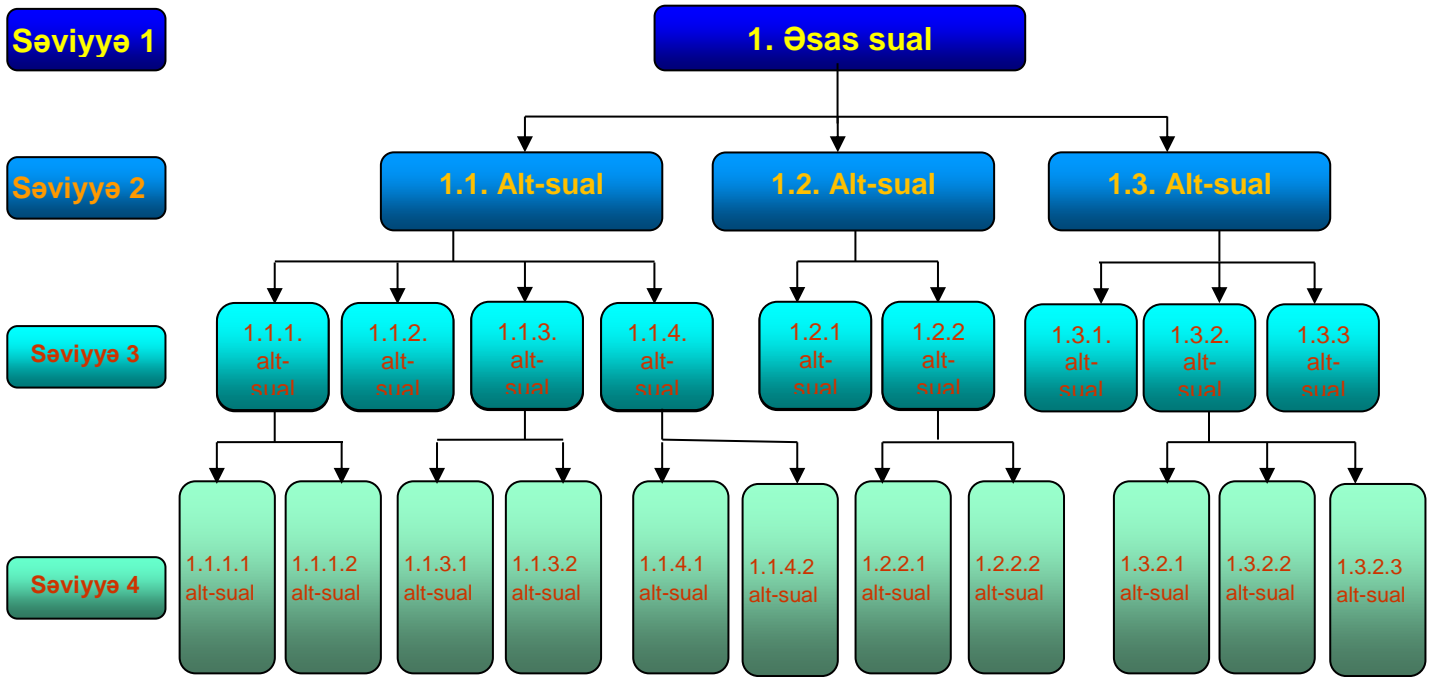 Səviyyə 1
1. Əsas sual
Səviyyə 2
1.1. Alt-sual
1.2. Alt-sual
1.3. Alt-sual
Səviyyə 3
1.1.1.
alt-
sual
1.1.2.
alt-
sual
1.1.3.
alt-
sual
1.1.4.
alt-
sual
1.2.1
alt-
sual
1.2.2
alt-
sual
1.3.1.
alt-
sual
1.3.2.
alt-
sual
1.3.3
alt-
sual
Səviyyə 4
1.1.1.1
alt-sual
1.1.1.2
alt-sual
1.1.3.1
alt-sual
1.1.3.2
alt-sual
1.1.4.1
alt-sual
1.1.4.2
alt-sual
1.2.2.1
alt-sual
1.2.2.2
alt-sual
1.3.2.1
alt-sual
1.3.2.2
alt-sual
1.3.2.3
alt-sual